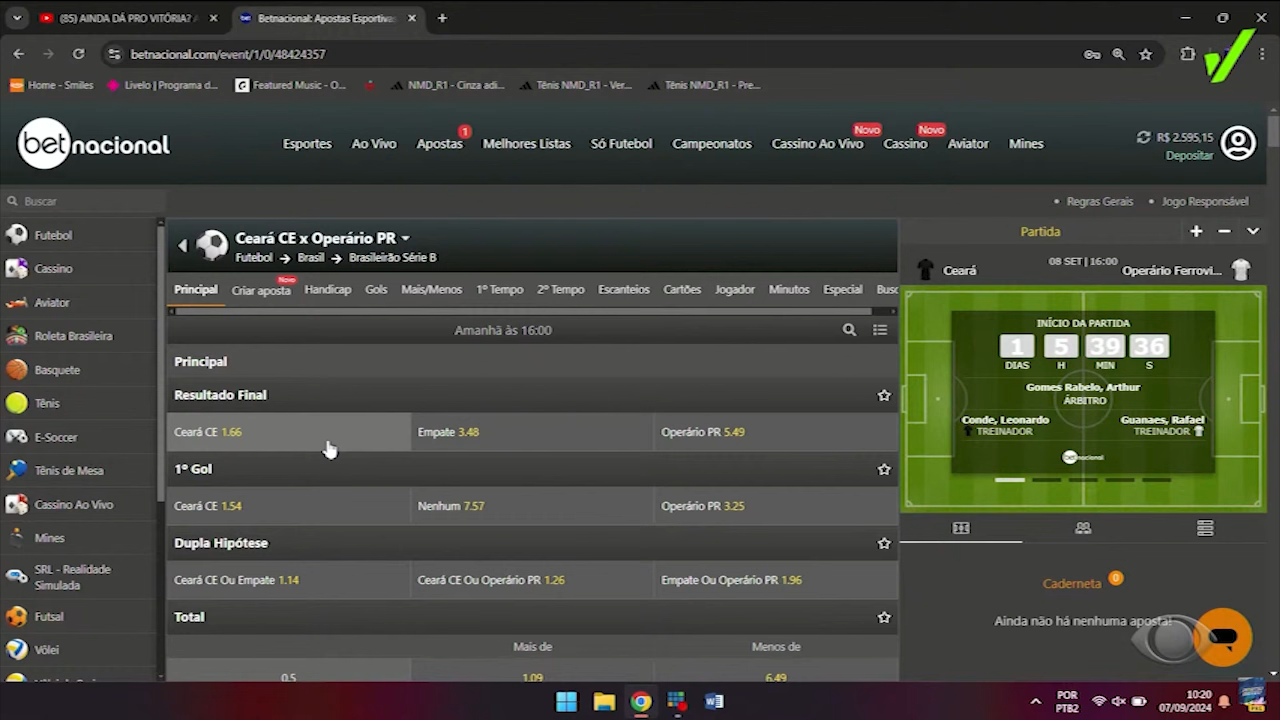 (85) AINDA DÁ PRO VITÓRIA?
Betnacional: Apostas Esportiva
betnacional.com/event/1/0/48424357
Home - Smiles
Livelo | Programa d...
Featured Music - O...
NMD_R1 - Cinza adi...
Tênis NMD_R1 - Ver...
Tênis NMD_R1 - Pre...
betnacional
Esportes
Ao Vivo
Apostas
1
Melhores Listas
Só Futebol
Campeonatos
Cassino Ao Vivo
Novo
Cassino
Novo
Aviator
Mines
R$ 2.595,15
Depositar
Buscar
Regras Gerais
Jogo Responsável
Futebol
Cassino
Aviator
Roleta Brasileira
Basquete
Tênis
E-Soccer
Tênis de Mesa
Cassino Ao Vivo
Mines
SRL - Realidade
Simulada
Futsal
Vôlei
Ceará CE x Operário PR
Futebol Brasil Brasileirão Série B
Principal
Criar aposta
Novo
Handicap
Gols
Mais/Menos
1º Tempo
2º Tempo
Escanteios
Cartões
Jogador
Minutos
Especial
Busc
Amanhã às 16:00
Principal
Resultado Final
Ceará CE 1.66
Empate 3.48
Operário PR 5.49
1º Gol
Ceará CE 1.54
Nenhum 7.57
Operário PR 3.25
Dupla Hipótese
Ceará CE Ou Empate 1.14
Ceará CE Ou Operário PR 1.26
Empate Ou Operário PR 1.96
Total
Mais de
Menos de
0.5
1.09
6.49
Partida
08 SET | 16:00
Ceará
Operário Ferrovi...
INÍCIO DA PARTIDA
1 5 39 36
DIAS H MIN S
Gomes Rabelo, Arthur
ÁRBITRO
Conde, Leonardo
TREINADOR
Guanaes, Rafael
TREINADOR
betnacional
Caderneta 0
Ainda não há nenhuma aposta!
POR
PTB2
10:20
07/09/2024